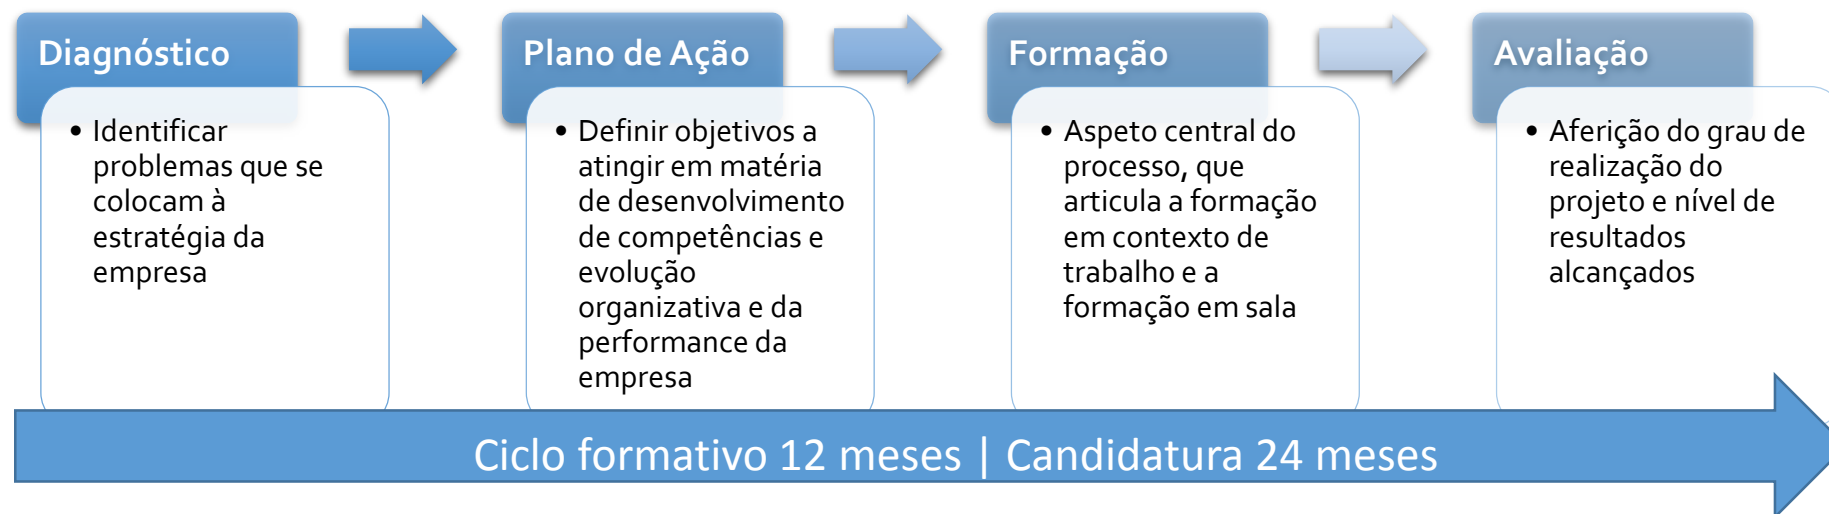 Diagnóstico
• Identificar
problemas que se
colocam à
estratégia da
empresa
Plano de Ação
• Definir objetivos a
atingir em matéria
de desenvolvimento
de competências e
evolução
organizativa e da
performance da
empresa
Formação
• Aspeto central do
processo, que
articula a formação
em contexto de
trabalho e a
formação em sala
Avaliação
• Aferição do grau de
realização do
projeto e nível de
resultados
alcançados
Ciclo formativo 12 meses | Candidatura 24 meses